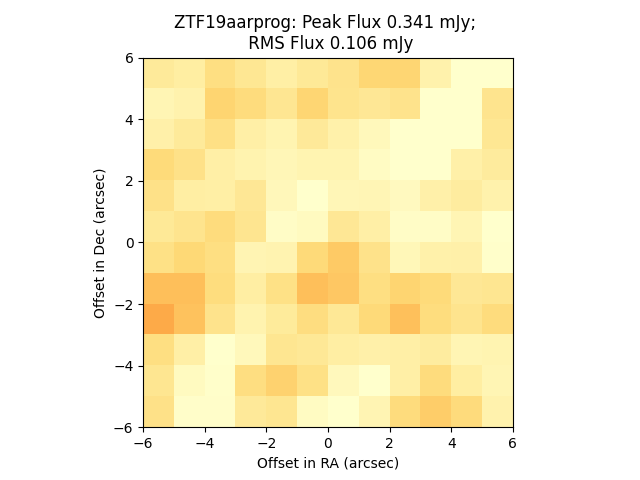 ZTF19aarprog: Peak Flux 0.341 mJy;
RMS Flux 0.106 mJy
6
4
2
0
−2
−4
−6
Offset in Dec (arcsec)
−6 −4 −2 0 2 4 6
Offset in RA (arcsec)